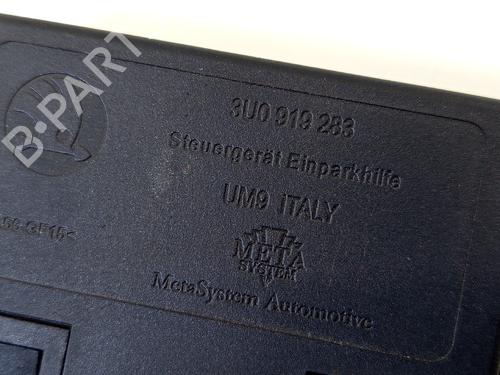 B-PART
3U0 919 283
Steuergerät Einparkhilfe
UM9 ITALY
META
SYSTEM
MetaSystem Automotive